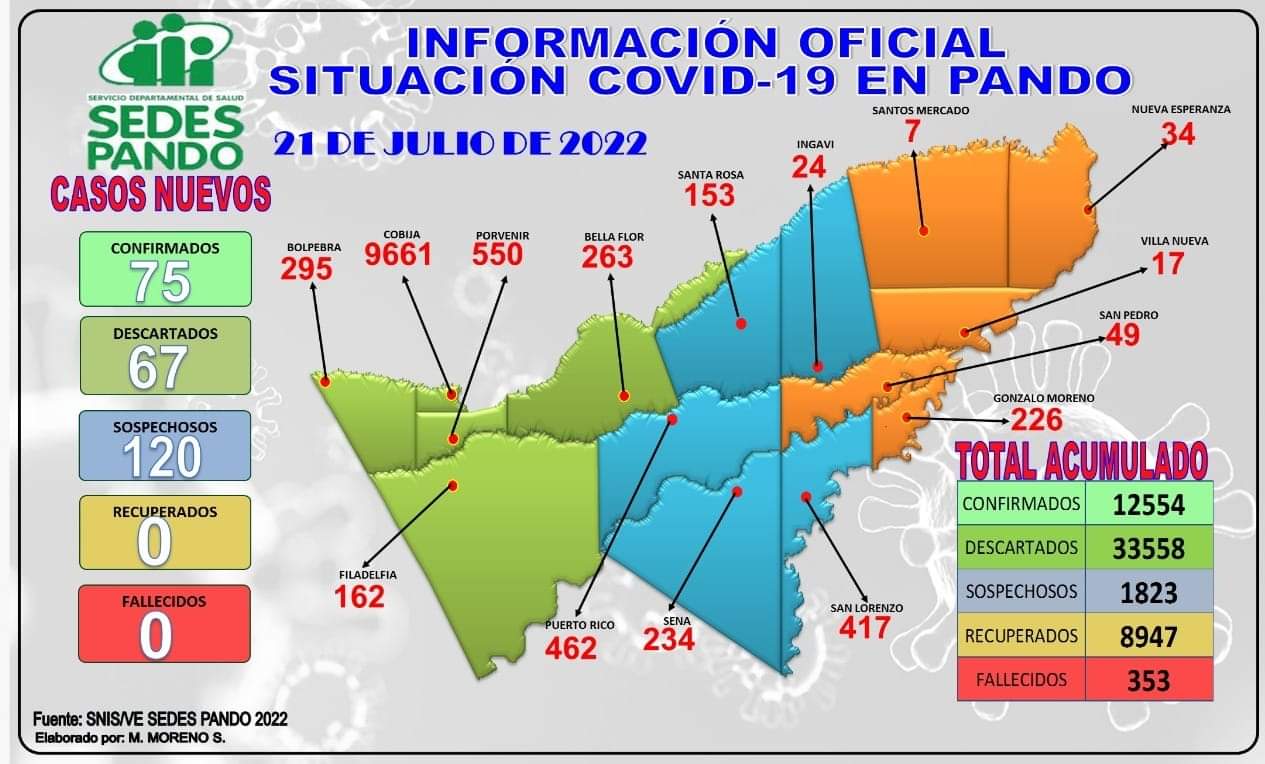 INFORMACIÓN OFICIAL
SITUACIÓN COVID-19 EN PANDO
21 DE JULIO DE 2022
SERVICIO DEPARTAMENTAL DE SALUD
SEDES
PANDO
CASOS NUEVOS
CONFIRMADOS
75
DESCARTADOS
67
SOSPECHOSOS
120
RECUPERADOS
0
FALLECIDOS
0
BOLPEBRA
295
COBIJA
9661
PORVENIR
550
BELLA FLOR
263
SANTA ROSA
153
INGAVI
24
SANTOS MERCADO
7
NUEVA ESPERANZA
34
VILLA NUEVA
17
SAN PEDRO
49
GONZALO MORENO
226
FILADELFIA
162
PUERTO RICO
462
SENA
234
SAN LORENZO
417
TOTAL ACUMULADO
CONFIRMADOS 12554
DESCARTADOS 33558
SOSPECHOSOS 1823
RECUPERADOS 8947
FALLECIDOS 353
Fuente: SNIS/VE SEDES PANDO 2022
Elaborado por: M. MORENO S.